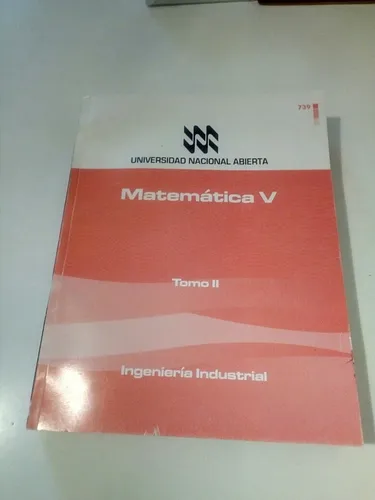 739
UNIVERSIDAD NACIONAL ABIERTA
Matemática V
Tomo II
Ingeniería Industrial